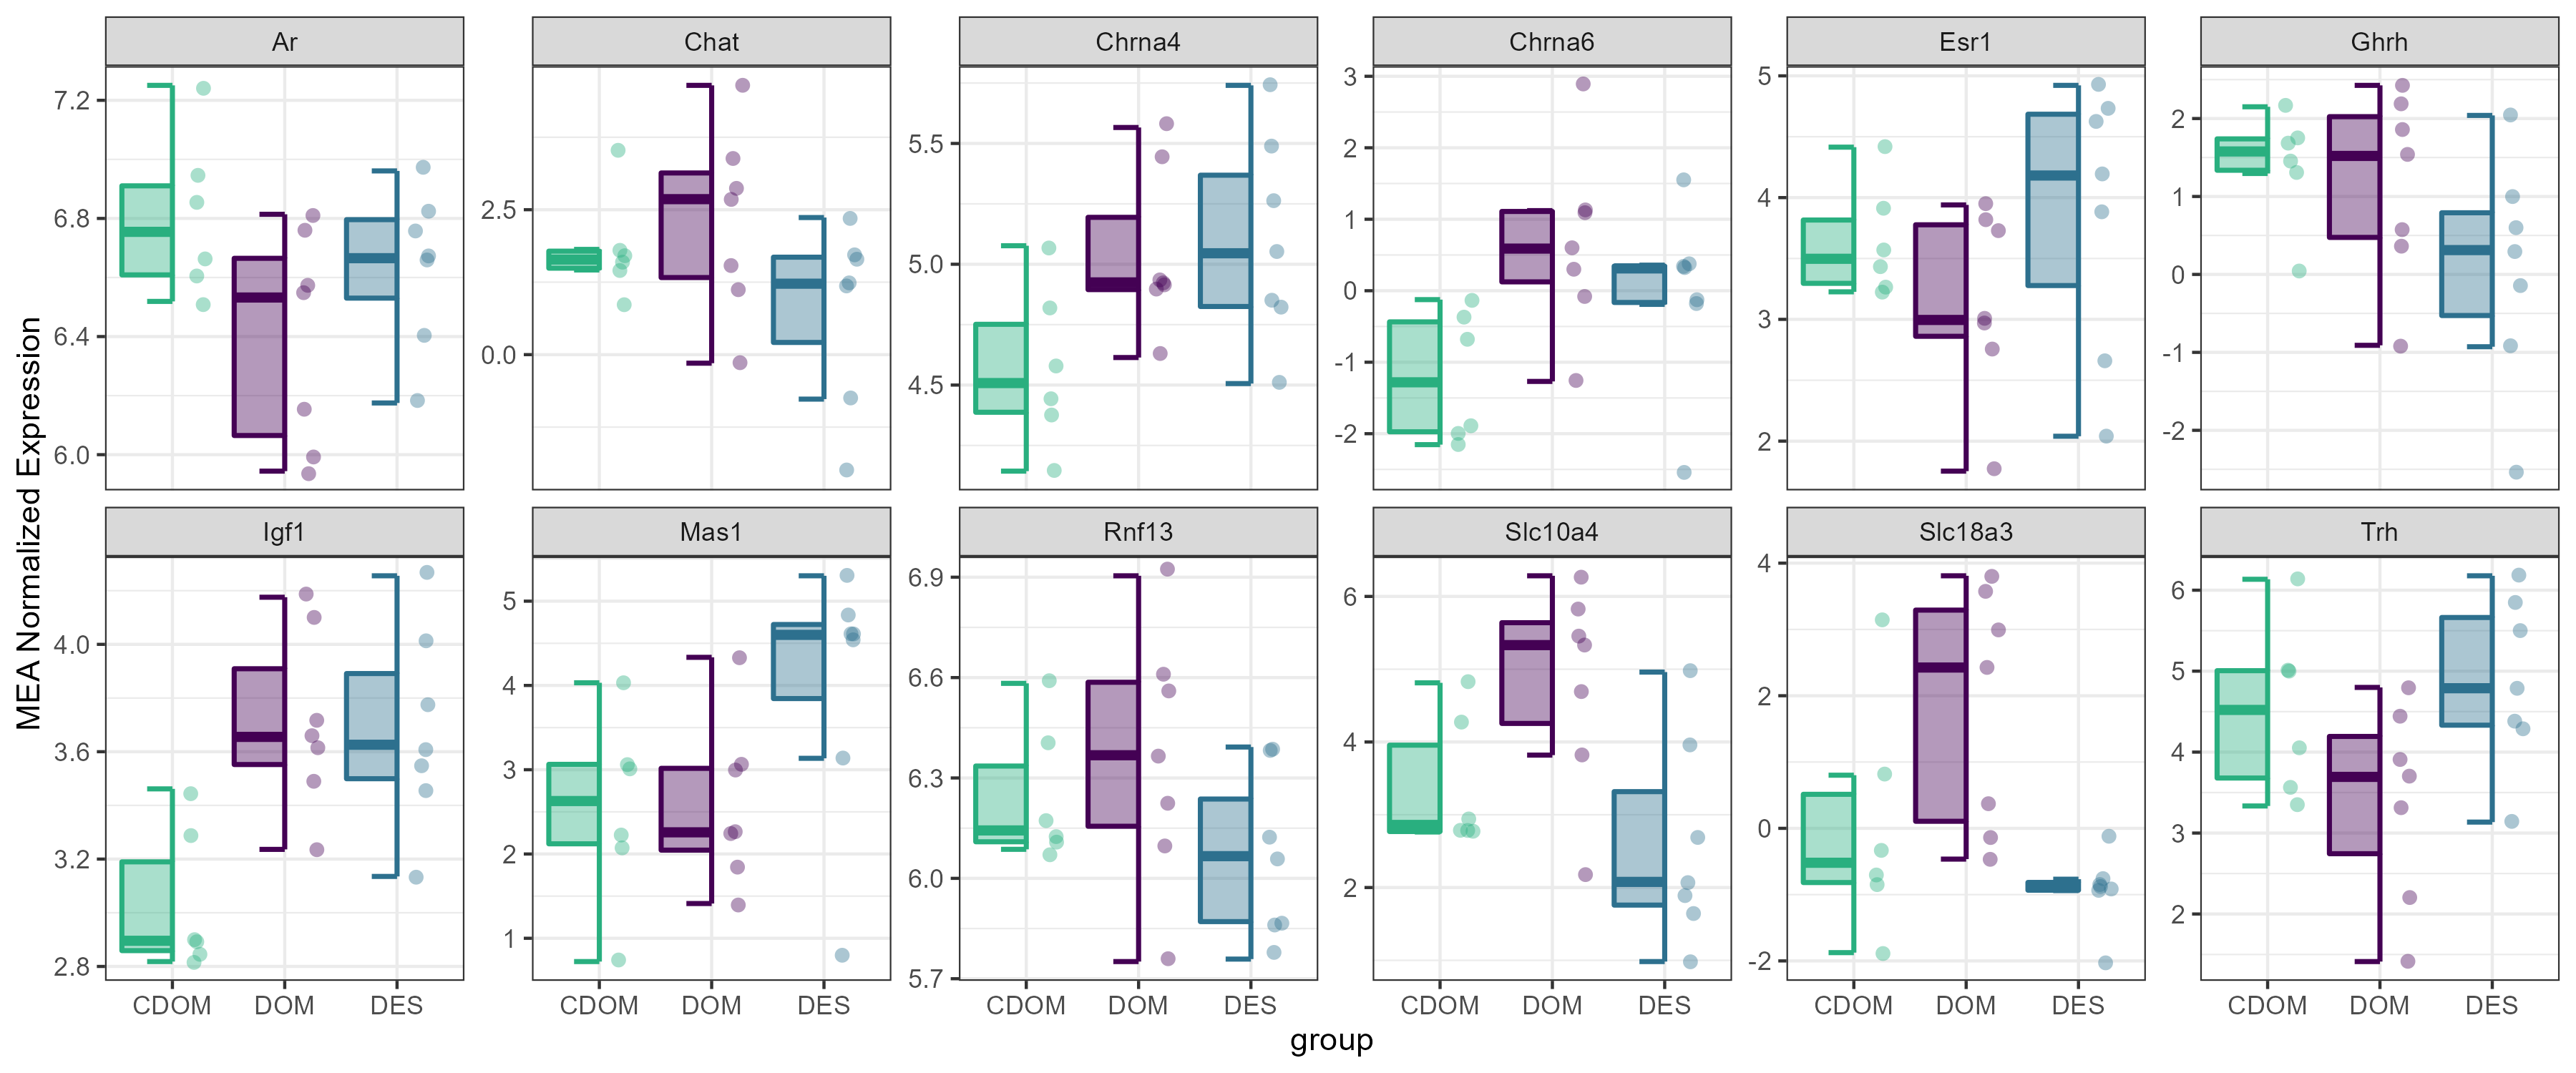 Ar Chat Chrna4 Chrna6 Esr1 Ghrh
7.2 6.8 6.4 6.0
2.5 0.0
5.5 5.0 4.5
3 2 1 0 -1 -2
5 4 3 2
2 1 0 -1 -2
MEA Normalized Expression
Igf1 Mas1 Rnf13 Slc10a4 Slc18a3 Trh
4.0 3.6 3.2 2.8
5 4 3 2 1
6.9 6.6 6.3 6.0 5.7
6 4 2
4 2 0 -2
6 5 4 3 2
CDOM DOM DES CDOM DOM DES CDOM DOM DES CDOM DOM DES CDOM DOM DES CDOM DOM DES
group